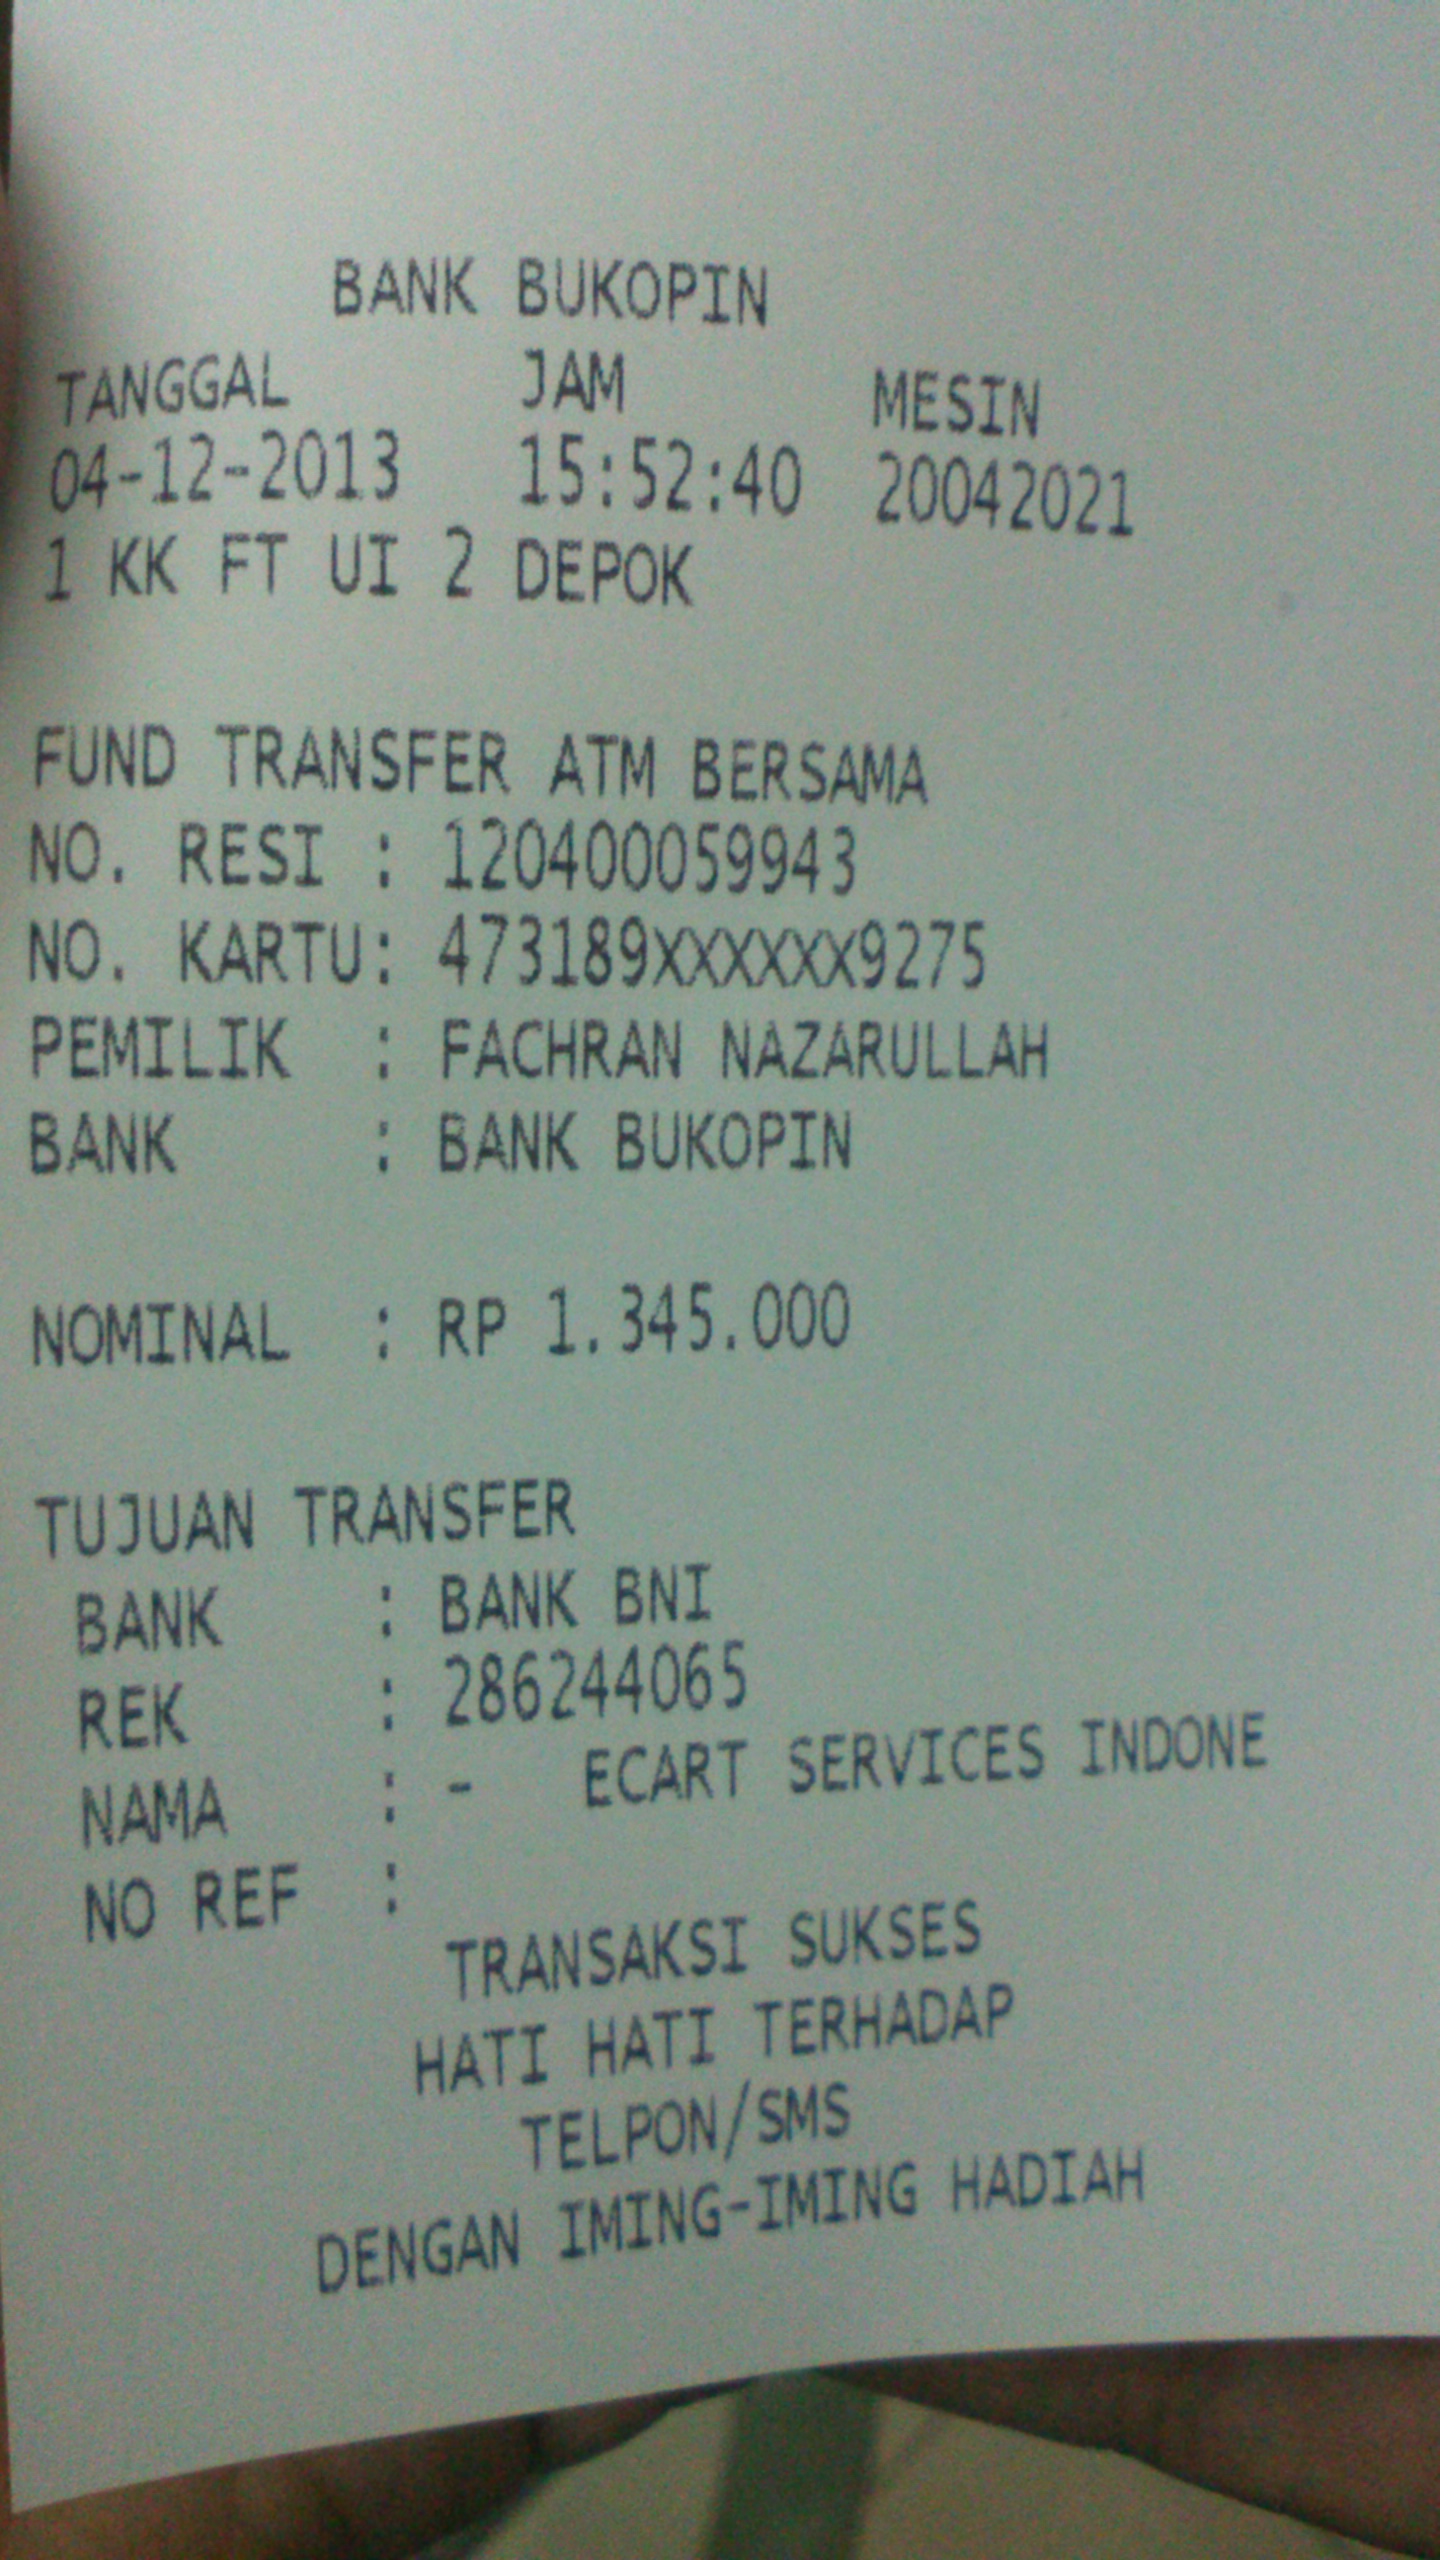 BANK BUKOPIN
TANGGAL JAM MESIN
04-12-2013 15:52:40 20042021
1 KK FT UI 2 DEPOK
FUND TRANSFER ATM BERSAMA
NO. RESI : 120400059943
NO. KARTU: 473189XXXXXX9275
PEMILIK : FACHRAN NAZARULLAH
BANK : BANK BUKOPIN
NOMINAL : RP 1.345.000
TUJUAN TRANSFER
BANK : BANK BNI
REK : 286244065
NAMA : - ECART SERVICES INDONE
NO REF :
TRANSAKSI SUKSES
HATI HATI TERHADAP
TELPON/SMS
DENGAN IMING-IMING HADIAH